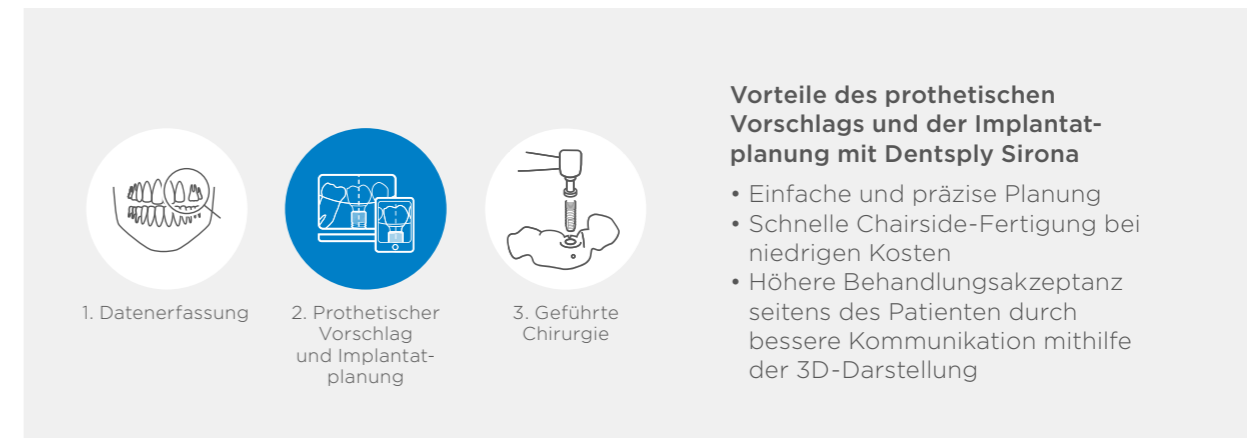 1. Datenerfassung
2. Prothetischer
Vorschlag
und Implantat-
planung
3. Geführte
Chirurgie
Vorteile des prothetischen
Vorschlags und der Implantat-
planung mit Dentsply Sirona
• Einfache und präzise Planung
• Schnelle Chairside-Fertigung bei
niedrigen Kosten
• Höhere Behandlungsakzeptanz
seitens des Patienten durch
bessere Kommunikation mithilfe
der 3D-Darstellung